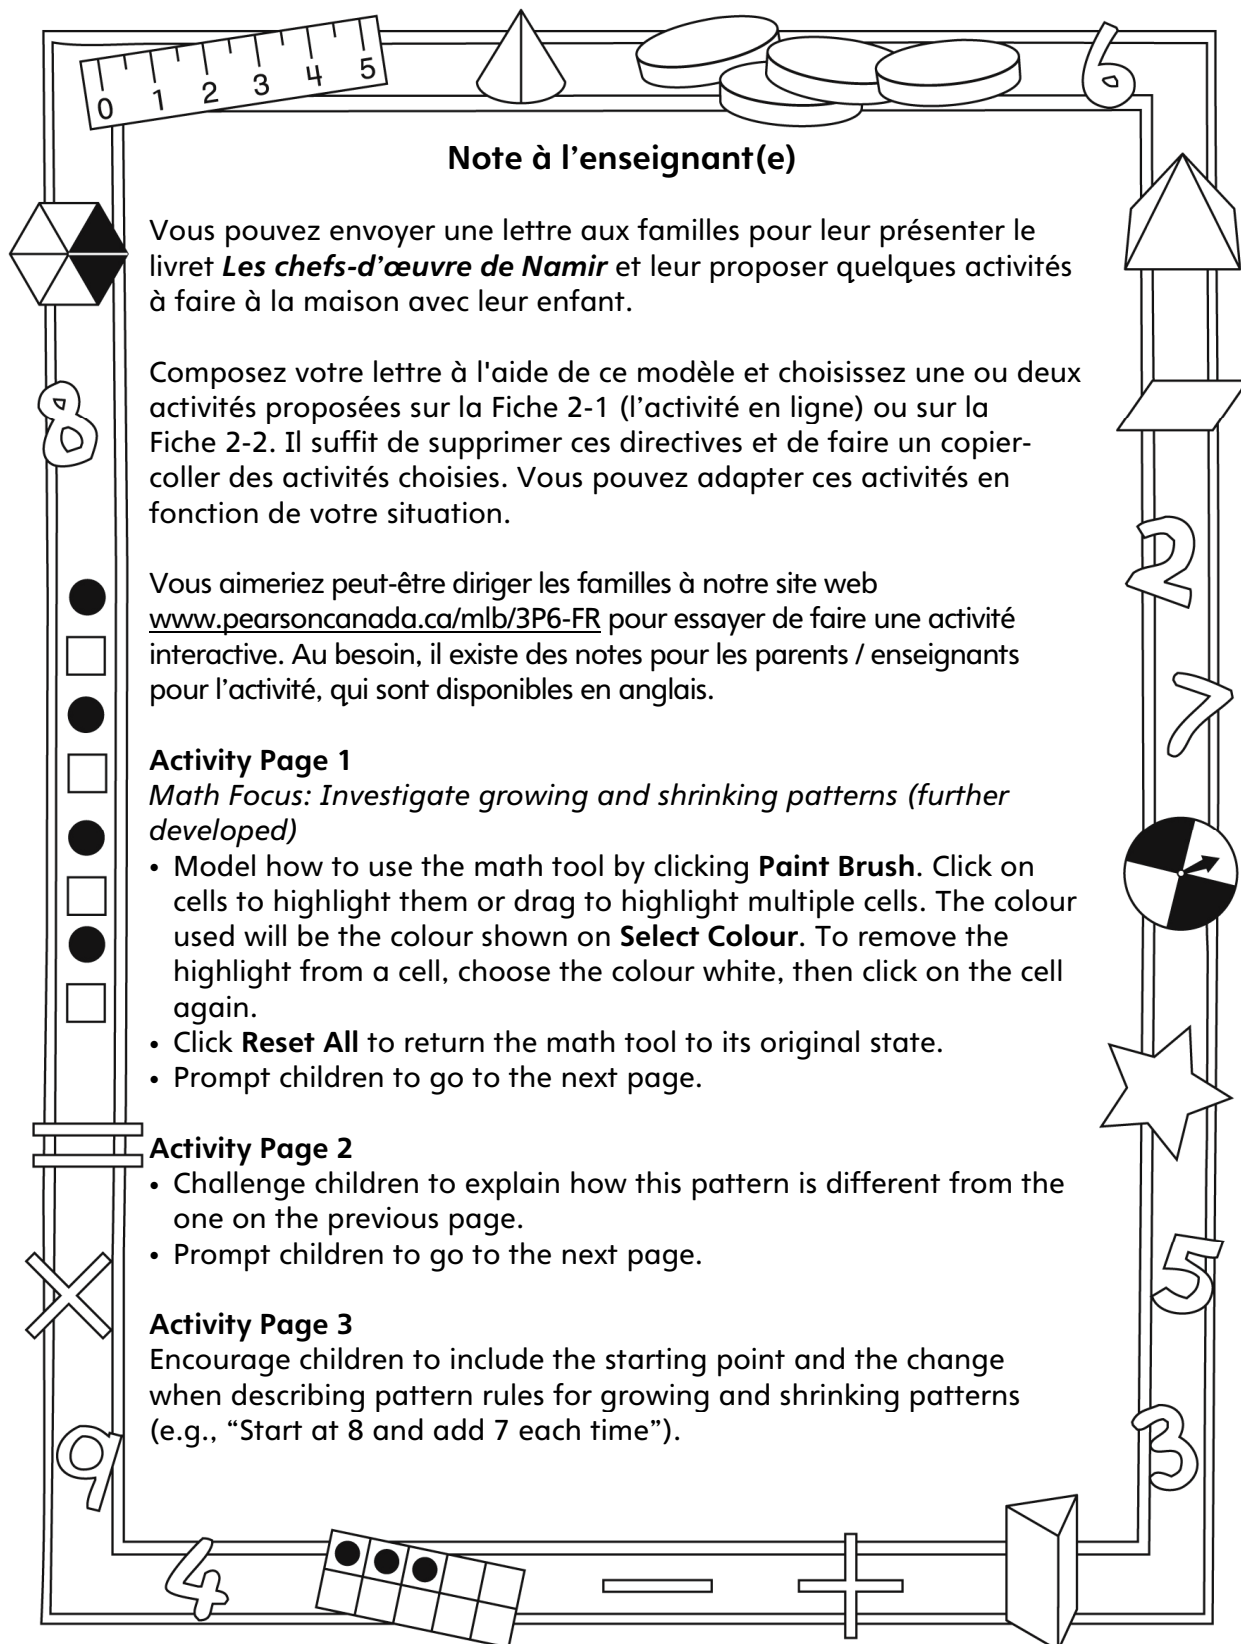 0 1 2 3 4 5
6
Note à l’enseignant(e)
Vous pouvez envoyer une lettre aux familles pour leur présenter le
livret Les chefs-d’œuvre de Namir et leur proposer quelques activités
à faire à la maison avec leur enfant.
8
Composez votre lettre à l'aide de ce modèle et choisissez une ou deux
activités proposées sur la Fiche 2-1 (l’activité en ligne) ou sur la
Fiche 2-2. Il suffit de supprimer ces directives et de faire un copier-
coller des activités choisies. Vous pouvez adapter ces activités en
fonction de votre situation.
2
Vous aimeriez peut-être diriger les familles à notre site web
www.pearsoncanada.ca/mlb/3P6-FR pour essayer de faire une activité
interactive. Au besoin, il existe des notes pour les parents / enseignants
pour l’activité, qui sont disponibles en anglais.
7
Activity Page 1
Math Focus: Investigate growing and shrinking patterns (further
developed)
• Model how to use the math tool by clicking Paint Brush. Click on
cells to highlight them or drag to highlight multiple cells. The colour
used will be the colour shown on Select Colour. To remove the
highlight from a cell, choose the colour white, then click on the cell
again.
• Click Reset All to return the math tool to its original state.
• Prompt children to go to the next page.
=
Activity Page 2
• Challenge children to explain how this pattern is different from the
one on the previous page.
• Prompt children to go to the next page.
×
5
Activity Page 3
Encourage children to include the starting point and the change
when describing pattern rules for growing and shrinking patterns
(e.g., “Start at 8 and add 7 each time”).
9
3
4
− +